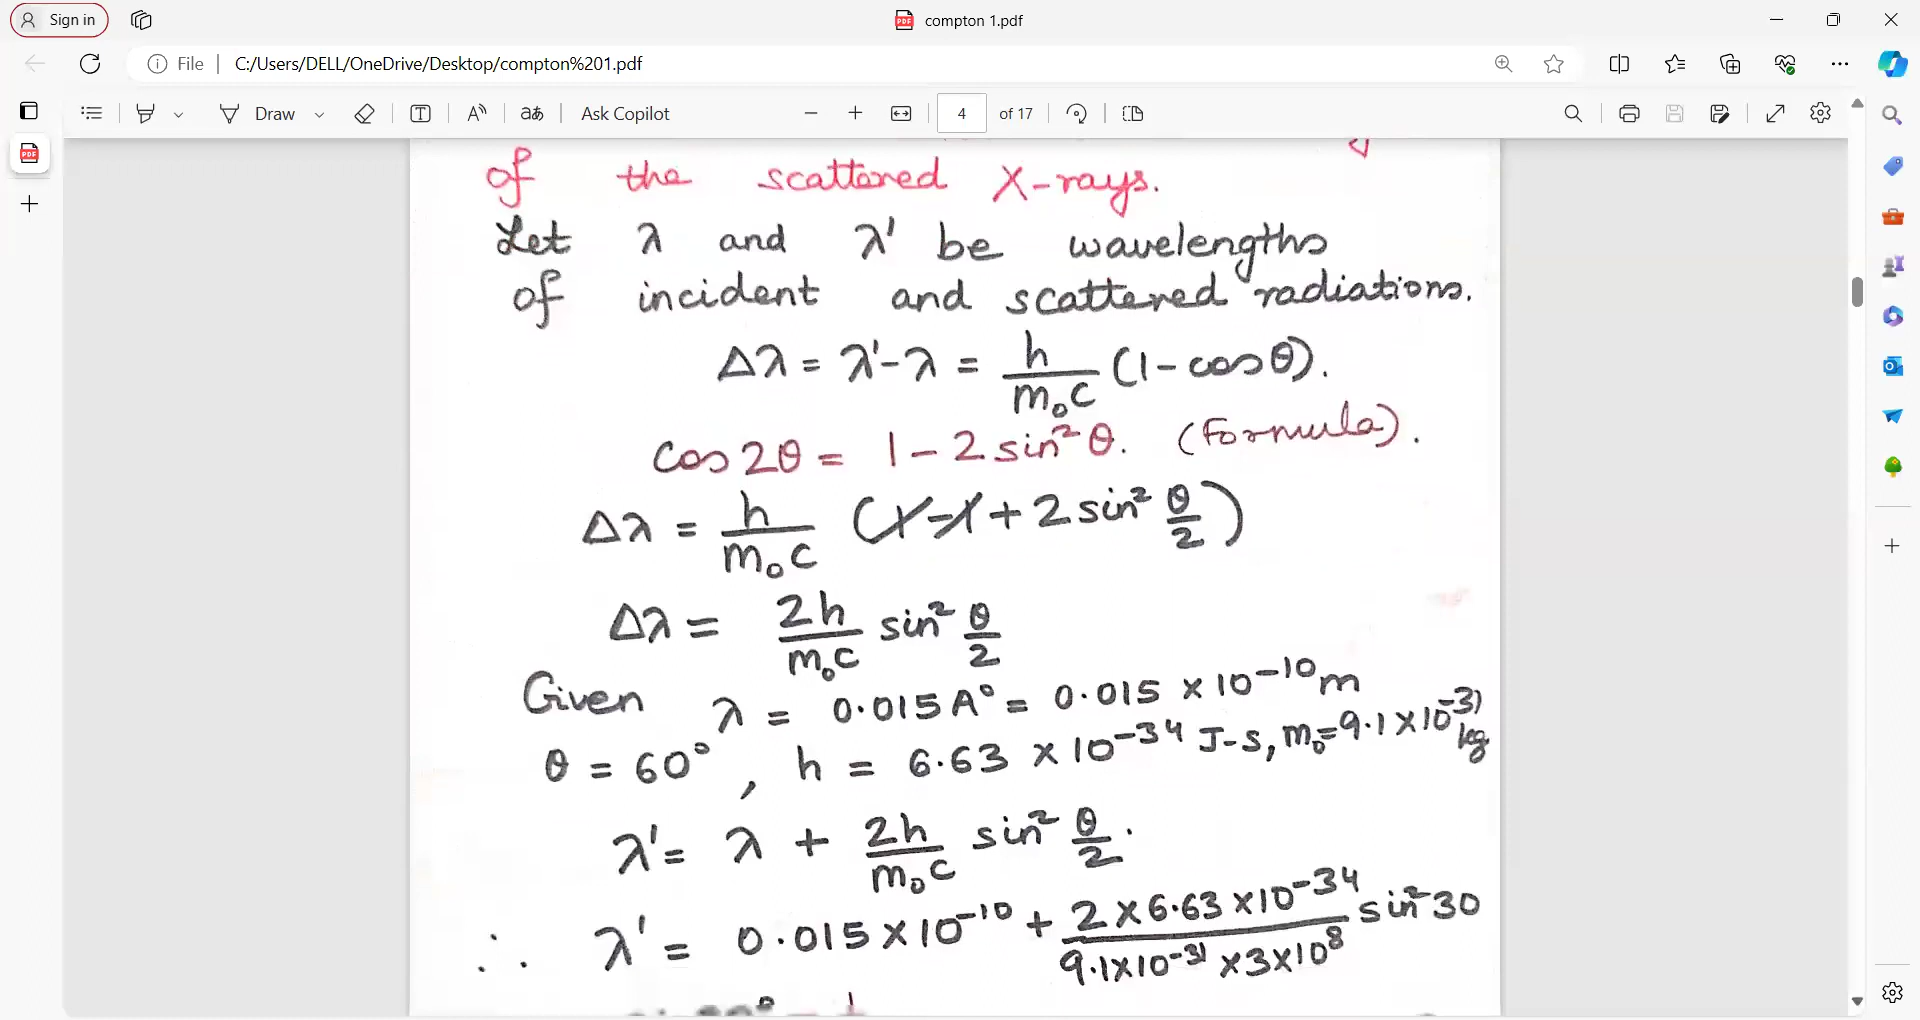 Sign in
compton 1.pdf
File
C:/Users/DELL/OneDrive/Desktop/compton%201.pdf
Draw
aあ
Ask Copilot
4 of 17
of the scattered X-rays.
Let λ and λ' be wavelengths
of incident and scattered radiations.
Δλ = λ'-λ = h/m₀c (1-cosθ).
cos2θ = 1-2sin²θ. (Formula).
Δλ = h/m₀c (1-1+2sin² θ/2)
Δλ = 2h/m₀c sin² θ/2
Given λ = 0.015A° = 0.015 × 10⁻¹⁰m
θ = 60°, h = 6.63 × 10⁻³⁴ J-s, m₀=9.1×10⁻³¹ kg
λ'= λ + 2h/m₀c sin² θ/2.
∴ λ' = 0.015×10⁻¹⁰ + 2×6.63×10⁻³⁴/9.1×10⁻³¹×3×10⁸ sin²30